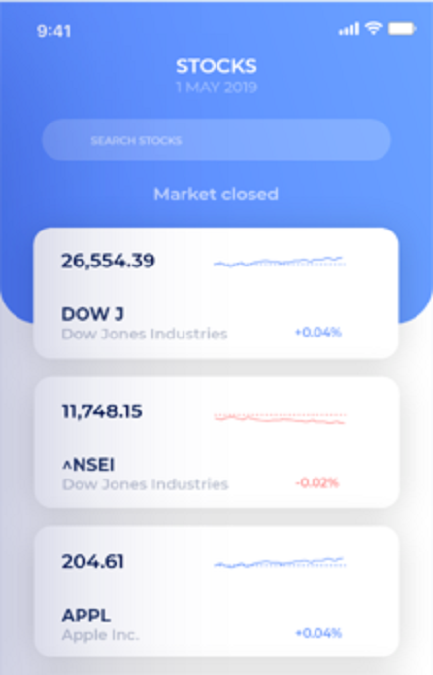 9:41
STOCKS
1 MAY 2019
SEARCH STOCKS
Market closed
26,554.39
DOW J
Dow Jones Industries
+0.04%
11,748.15
^NSEI
Dow Jones Industries
-0.02%
204.61
APPL
Apple Inc.
+0.04%